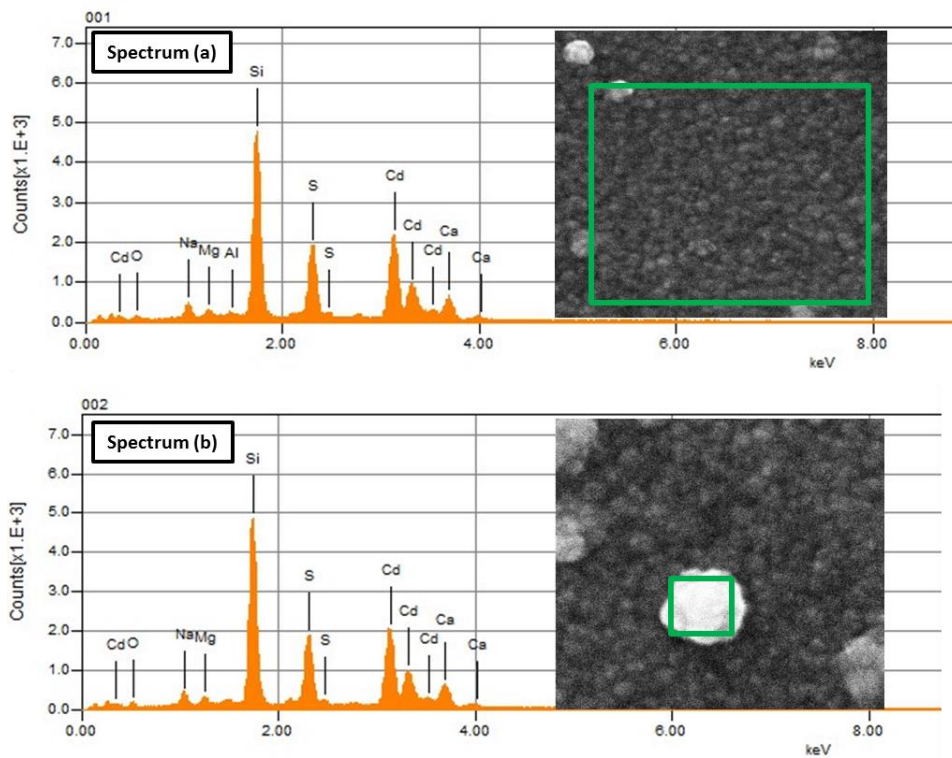 001
Spectrum (a)
Counts[x1.E+3]
7.0
6.0
5.0
4.0
3.0
2.0
1.0
0.0
Cd O Na Mg Al Si S S Cd Cd Cd Ca Ca
0.00 2.00 4.00 6.00 8.00
keV
002
Spectrum (b)
Counts[x1.E+3]
7.0
6.0
5.0
4.0
3.0
2.0
1.0
0.0
Cd O Na Mg Si S S Cd Cd Cd Ca Ca
0.00 2.00 4.00 6.00 8.00
keV